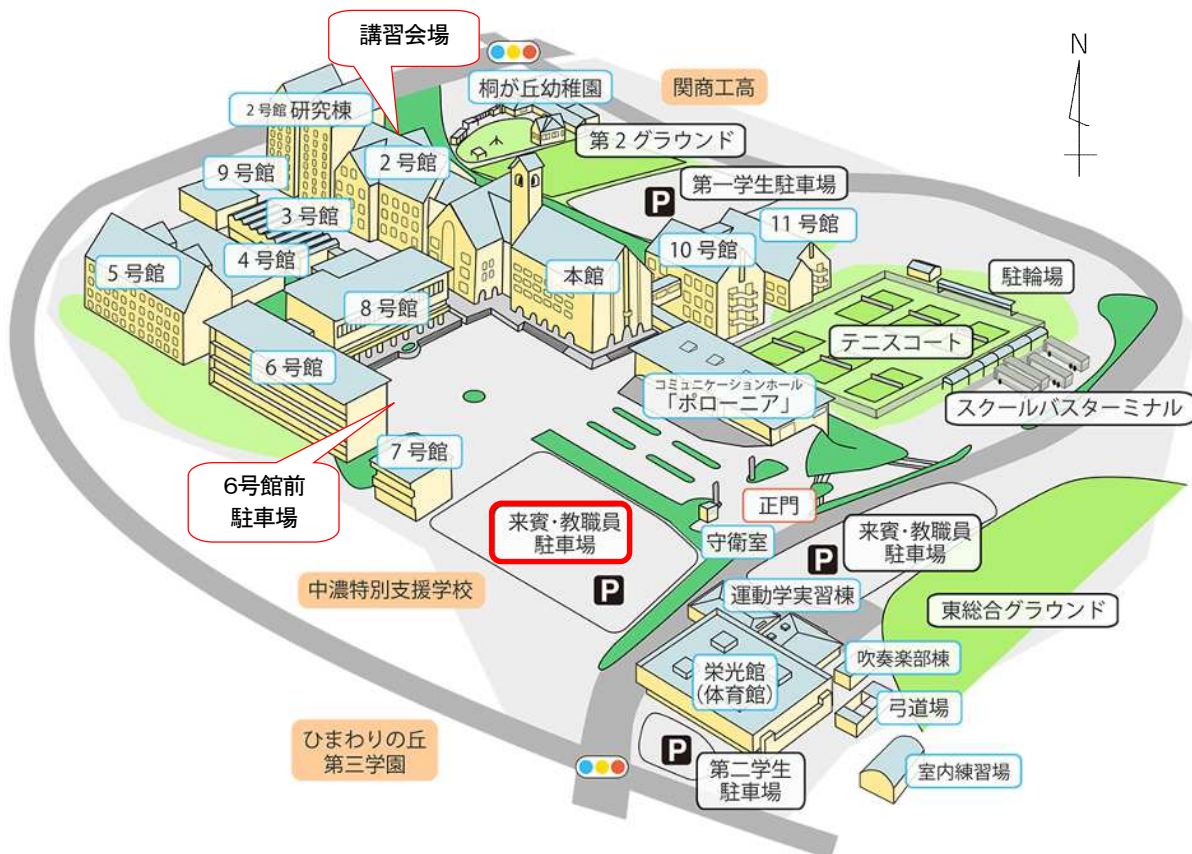 講習会場
N
桐が丘幼稚園
関商工高
2号館 研究棟
第2グラウンド
2号館
9号館
第一学生駐車場
P
3号館
11号館
10号館
4号館
5号館
本館
駐輪場
8号館
テニスコート
6号館
コミュニケーションホール
「ポローニア」
スクールバスターミナル
7号館
6号館前
駐車場
正門
来賓・教職員
駐車場
守衛室
来賓・教職員
駐車場
P
P
中濃特別支援学校
運動学実習棟
東総合グラウンド
吹奏楽部棟
栄光館
(体育館)
弓道場
ひまわりの丘
第三学園
P
第二学生
駐車場
室内練習場